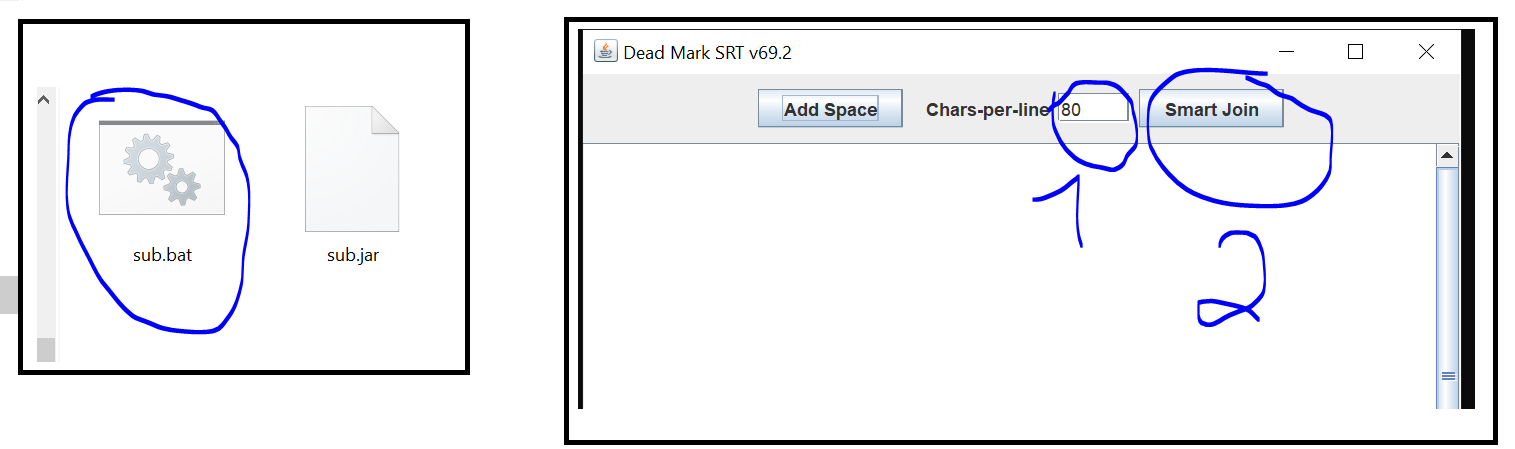 sub.bat
sub.jar
Dead Mark SRT v69.2
Add Space Chars-per-line 80 Smart Join
1
2